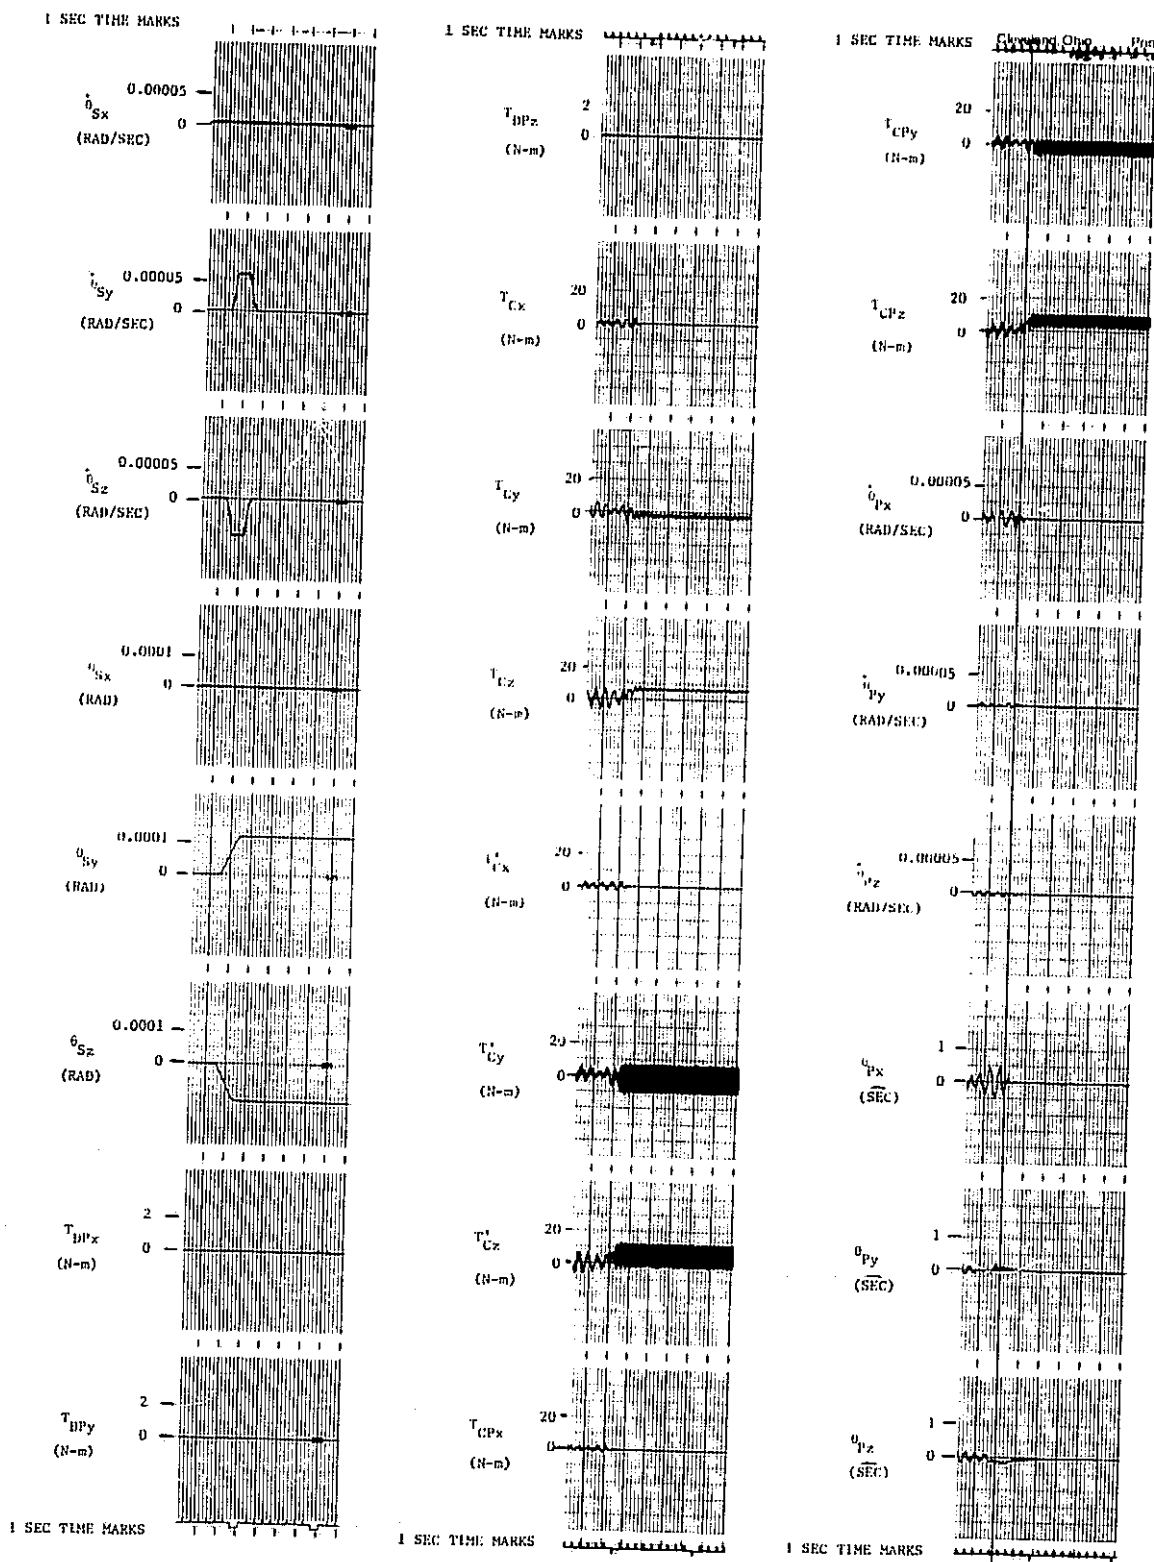 1 SEC TIME MARKS
0.00005
θ̇Sx
0
(RAD/SEC)
0.00005
θ̇Sy
0
(RAD/SEC)
0.00005
θ̇Sz
0
(RAD/SEC)
0.0001
θSx
0
(RAD)
0.0001
θSy
0
(RAD)
0.0001
θSz
0
(RAD)
2
TDPx
0
(N-m)
2
TDPy
0
(N-m)
1 SEC TIME MARKS
1 SEC TIME MARKS
2
TDPz
0
(N-m)
20
TCx
0
(N-m)
20
TCy
0
(N-m)
20
TCz
0
(N-m)
20
T'Cx
0
(N-m)
20
T'Cy
0
(N-m)
20
T'Cz
0
(N-m)
20
TCPx
0
(N-m)
1 SEC TIME MARKS
1 SEC TIME MARKS
Cleveland, Ohio
20
TCPy
0
(N-m)
20
TCPz
0
(N-m)
0.00005
θ̇Px
0
(RAD/SEC)
0.00005
θ̇Py
0
(RAD/SEC)
0.00005
θ̇Pz
0
(RAD/SEC)
1
θPx
0
(SEC)
1
θPy
0
(SEC)
1
θPz
0
(SEC)
1 SEC TIME MARKS